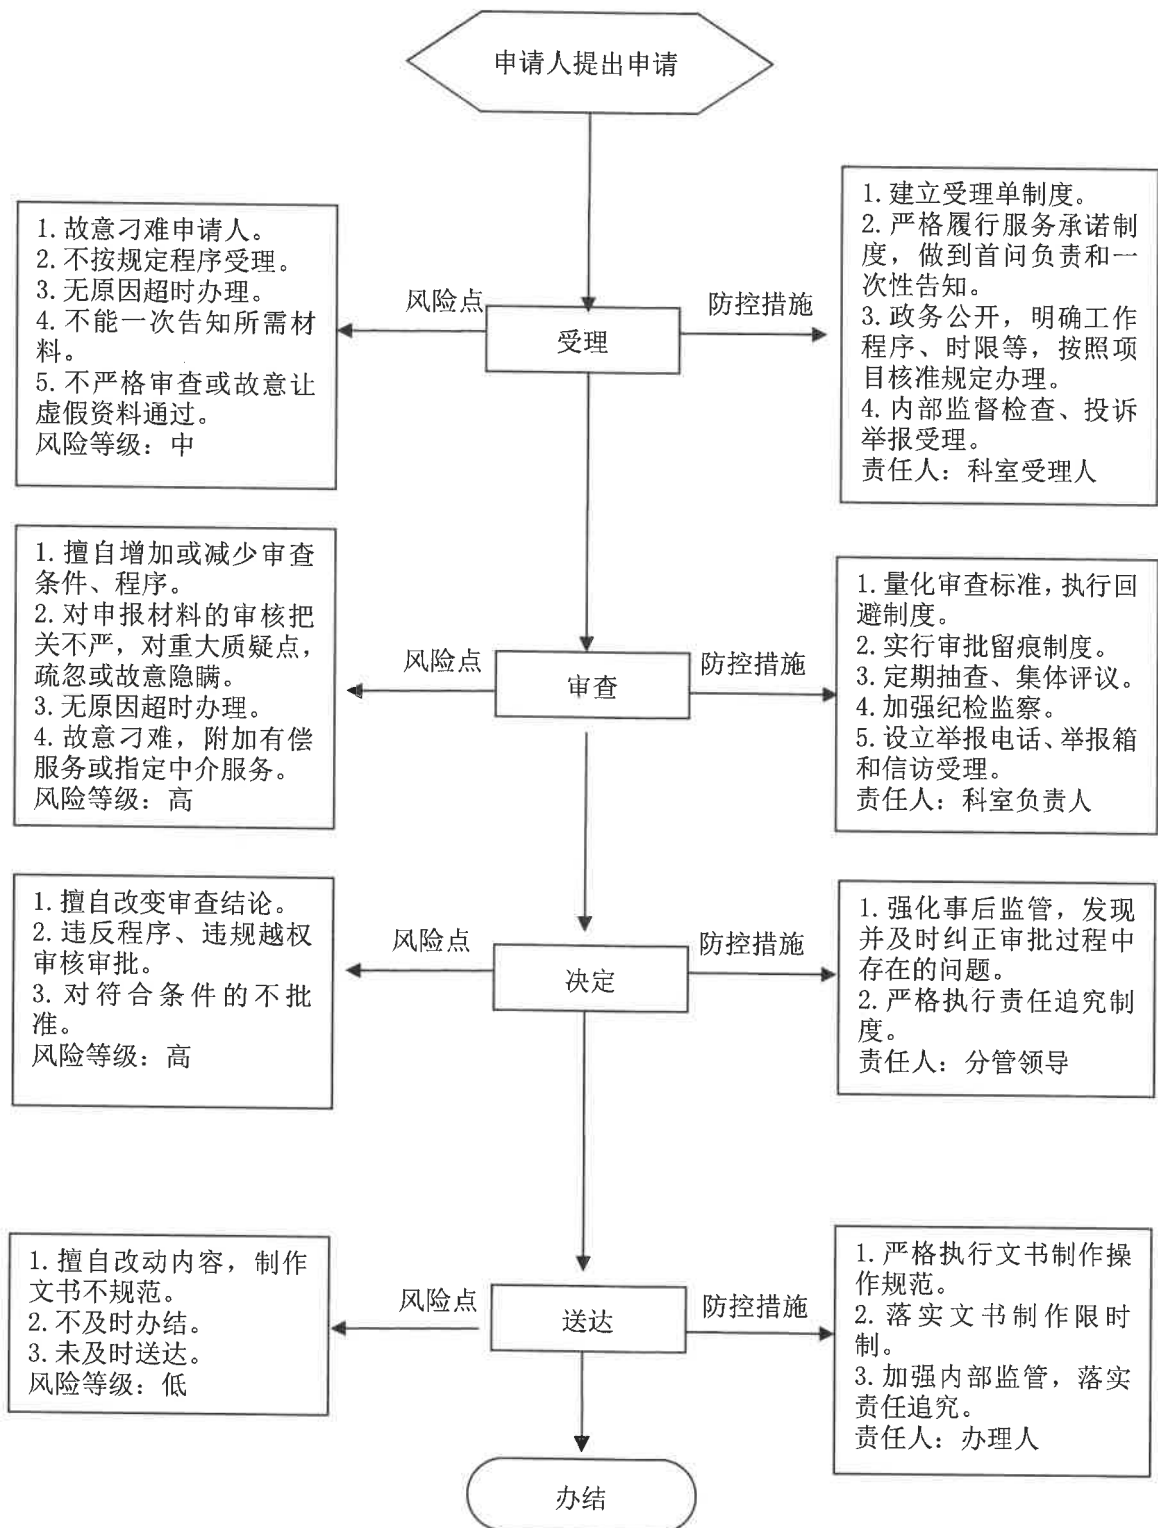 申请人提出申请
1.故意刁难申请人。
2.不按规定程序受理。
3.无原因超时办理。
4.不能一次告知所需材
料。
5.不严格审查或故意让
虚假资料通过。
风险等级：中
风险点
受理
防控措施
1.建立受理单制度。
2.严格履行服务承诺制
度，做到首问负责和一
次性告知。
3.政务公开，明确工作
程序、时限等，按照项
目核准规定办理。
4.内部监督检查、投诉
举报受理。
责任人：科室受理人
1.擅自增加或减少审查
条件、程序。
2.对申报材料的审核把
关不严，对重大质疑点，
疏忽或故意隐瞒。
3.无原因超时办理。
4.故意刁难，附加有偿
服务或指定中介服务。
风险等级：高
风险点
审查
防控措施
1.量化审查标准，执行回
避制度。
2.实行审批留痕制度。
3.定期抽查、集体评议。
4.加强纪检监察。
5.设立举报电话、举报箱
和信访受理。
责任人：科室负责人
1.擅自改变审查结论。
2.违反程序、违规越权
审核审批。
3.对符合条件的不批
准。
风险等级：高
风险点
决定
防控措施
1.强化事后监管，发现
并及时纠正审批过程中
存在的问题。
2.严格执行责任追究制
度。
责任人：分管领导
1.擅自改动内容，制作
文书不规范。
2.不及时办结。
3.未及时送达。
风险等级：低
风险点
送达
防控措施
1.严格执行文书制作操
作规范。
2.落实文书制作限时
制。
3.加强内部监管，落实
责任追究。
责任人：办理人
办结